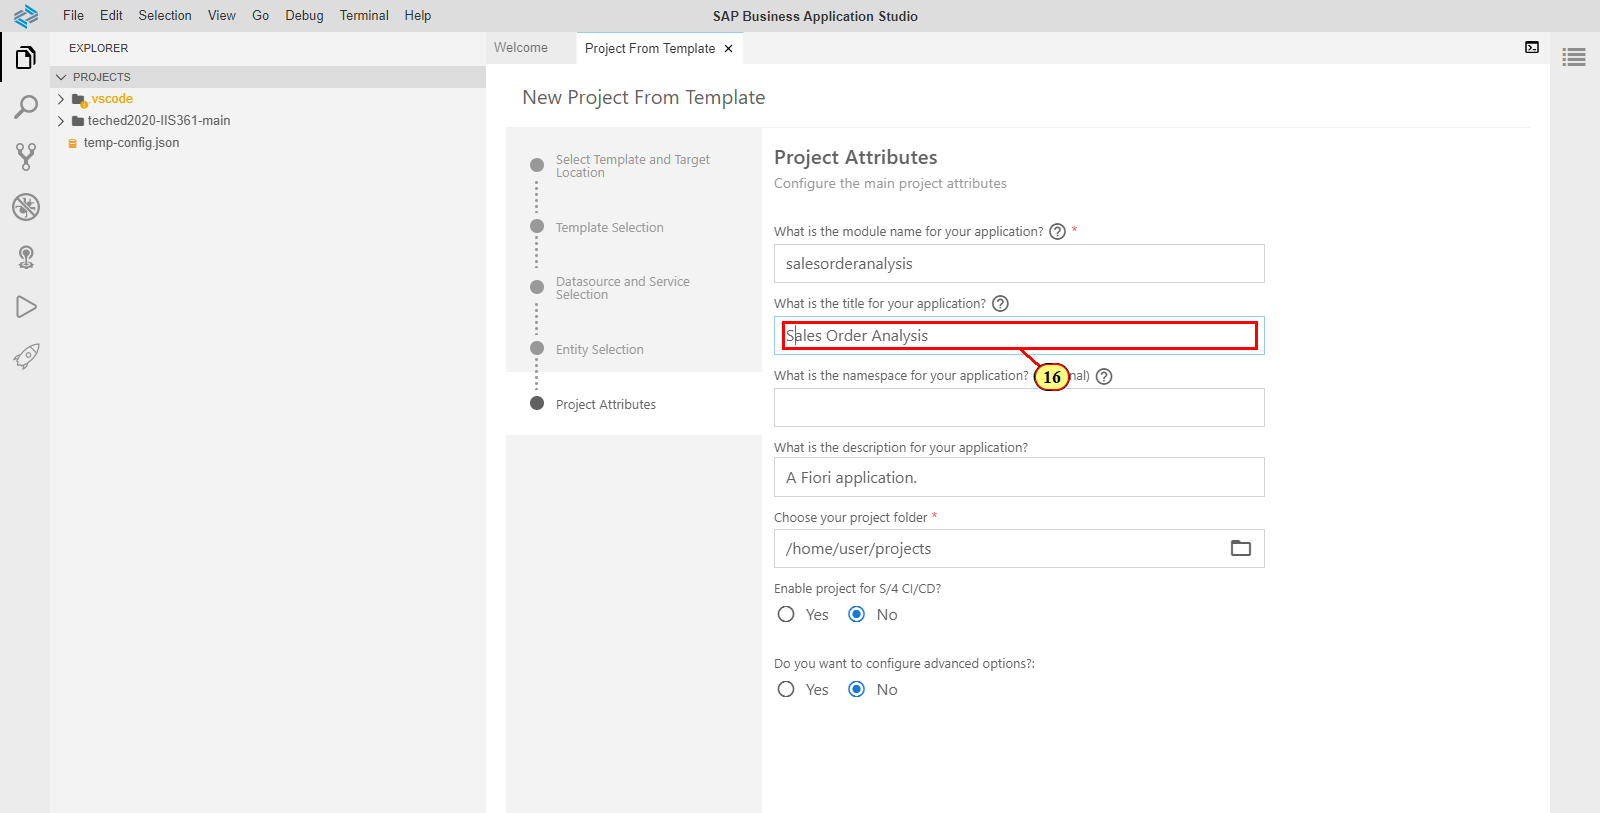 File Edit Selection View Go Debug Terminal Help
SAP Business Application Studio
EXPLORER
PROJECTS
.vscode
teched2020-IIS361-main
temp-config.json
Welcome
Project From Template
New Project From Template
Select Template and Target
Location
Template Selection
Datasource and Service
Selection
Entity Selection
Project Attributes
Project Attributes
Configure the main project attributes
What is the module name for your application? *
salesorderanalysis
What is the title for your application?
Sales Order Analysis
16
What is the namespace for your application? nal)
What is the description for your application?
A Fiori application.
Choose your project folder *
/home/user/projects
Enable project for S/4 CI/CD?
Yes No
Do you want to configure advanced options?:
Yes No